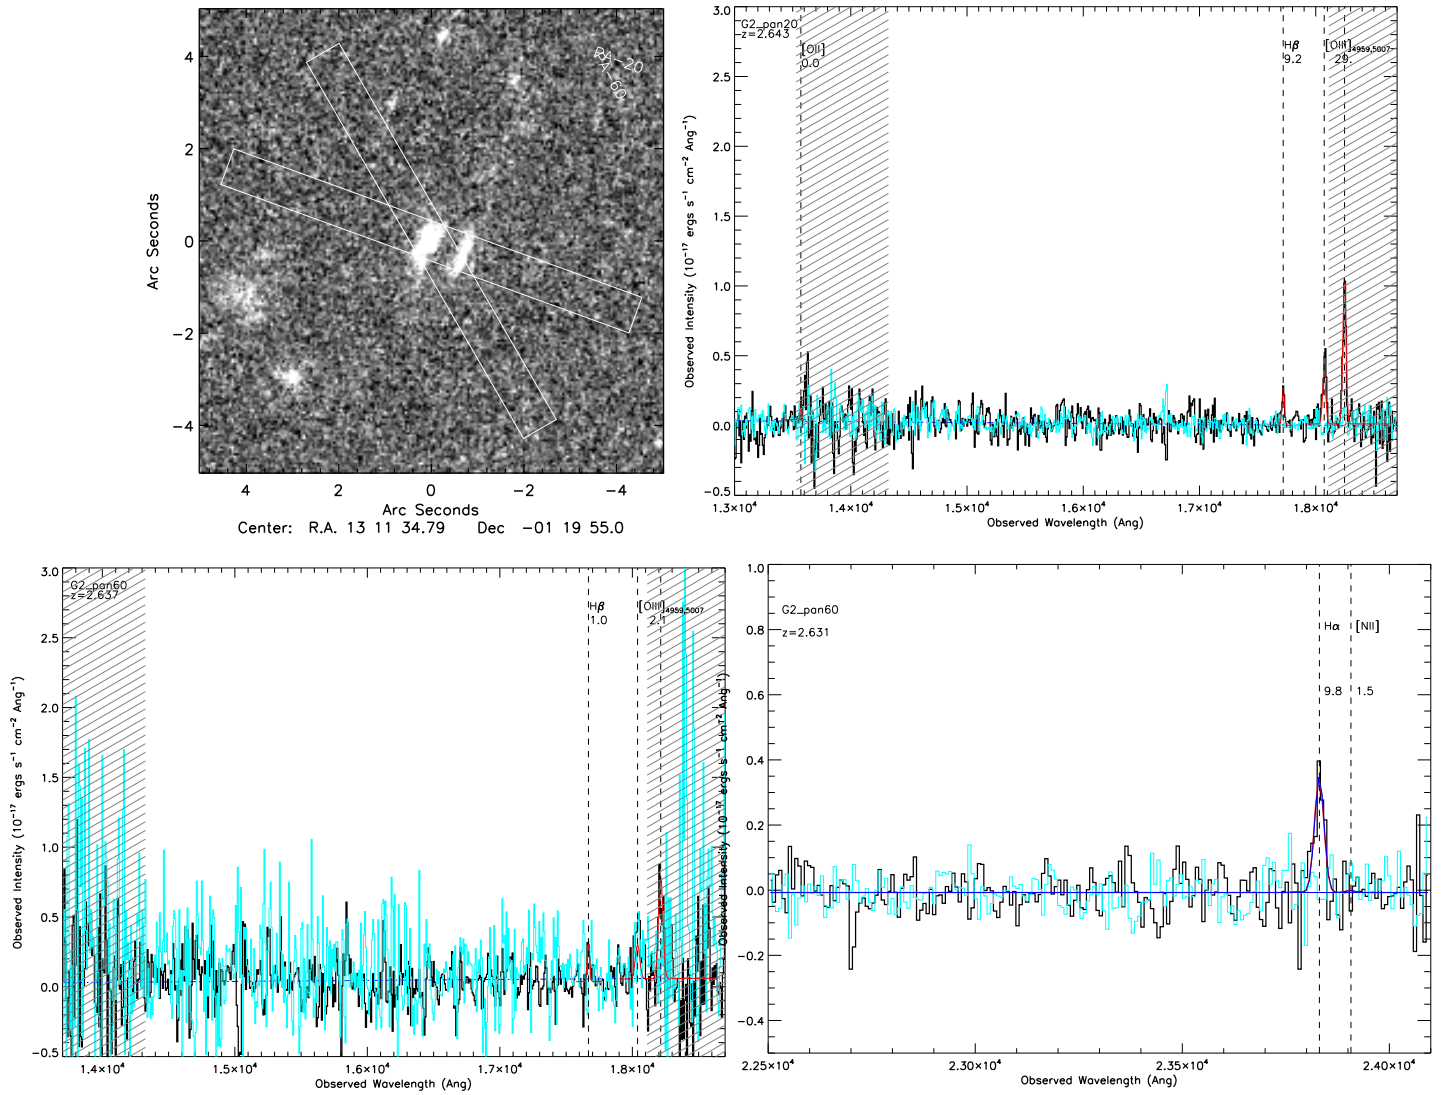 4
2
0
−2
−4
4 2 0 −2 −4
Arc Seconds
Arc Seconds
Center: R.A. 13 11 34.79 Dec −01 19 55.0
G2_pan20
z=2.643
[OII]
0.0
Hβ
9.2
[OIII]4959,5007
29.
3.0
2.5
2.0
1.5
1.0
0.5
0.0
−0.5
1.3×10⁴ 1.4×10⁴ 1.5×10⁴ 1.6×10⁴ 1.7×10⁴ 1.8×10⁴
Observed Wavelength (Ang)
Observed Intensity (10⁻¹⁷ ergs s⁻¹ cm⁻² Ang⁻¹)
G2_pan60
z=2.637
Hβ
1.0
[OIII]4959,5007
2.1
3.0
2.5
2.0
1.5
1.0
0.5
0.0
−0.5
1.4×10⁴ 1.5×10⁴ 1.6×10⁴ 1.7×10⁴ 1.8×10⁴
Observed Wavelength (Ang)
Observed Intensity (10⁻¹⁷ ergs s⁻¹ cm⁻² Ang⁻¹)
G2_pan60
z=2.631
Hα
9.8
[NII]
1.5
1.0
0.8
0.6
0.4
0.2
0.0
−0.2
−0.4
2.25×10⁴ 2.30×10⁴ 2.35×10⁴ 2.40×10⁴
Observed Wavelength (Ang)
Observed Intensity (10⁻¹⁷ ergs s⁻¹ cm⁻² Ang⁻¹)